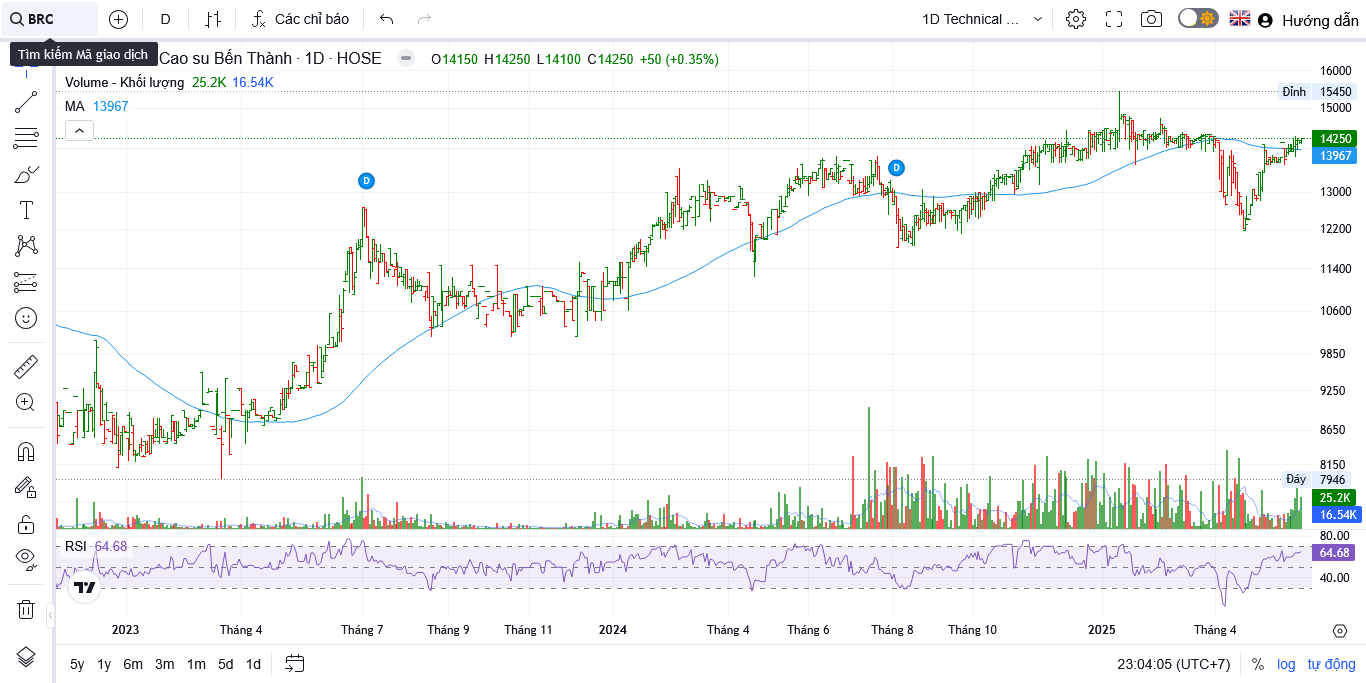 BRC D Các chỉ báo 1D Technical ... Hướng dẫn
Tìm kiếm Mã giao dịch
Cao su Bến Thành · 1D · HOSE O14150 H14250 L14100 C14250 +50 (+0.35%)
Volume - Khối lượng 25.2K 16.54K
MA 13967
16000
Đỉnh 15450
15000
14250
13967
D
D
13000
12200
11400
10600
9850
9250
8650
8150
Đáy 7946
25.2K
16.54K
RSI 64.68
80.00
64.68
40.00
2023 Tháng 4 Tháng 7 Tháng 9 Tháng 11 2024 Tháng 4 Tháng 6 Tháng 8 Tháng 10 2025 Tháng 4
5y 1y 6m 3m 1m 5d 1d 23:04:05 (UTC+7) % log tự động